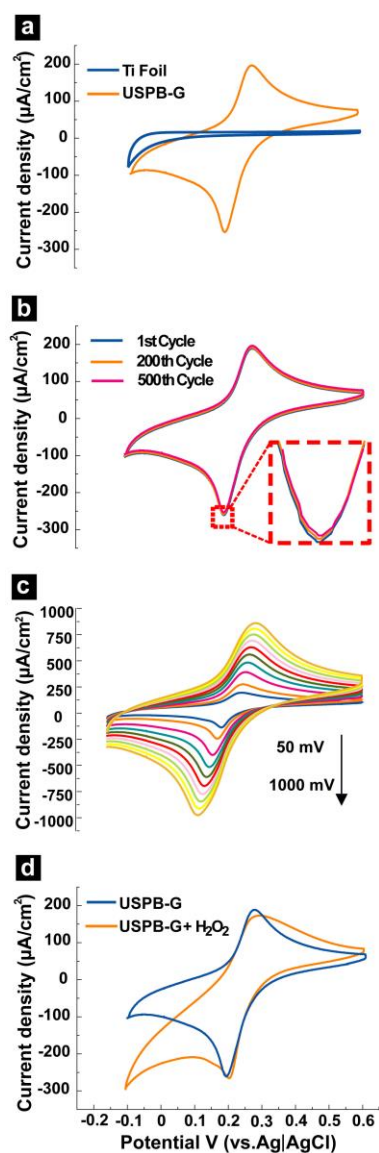 a
Current density (μA/cm²)
200
100
0
-100
-200
-300
Ti Foil
USPB-G
b
Current density (μA/cm²)
200
100
0
-100
-200
-300
1st Cycle
200th Cycle
500th Cycle
c
Current density (μA/cm²)
1000
750
500
250
0
-250
-500
-750
-1000
50 mV
1000 mV
d
Current density (μA/cm²)
200
100
0
-100
-200
-300
USPB-G
USPB-G+ H₂O₂
-0.2 -0.1 0 0.1 0.2 0.3 0.4 0.5 0.6
Potential V (vs.Ag|AgCl)